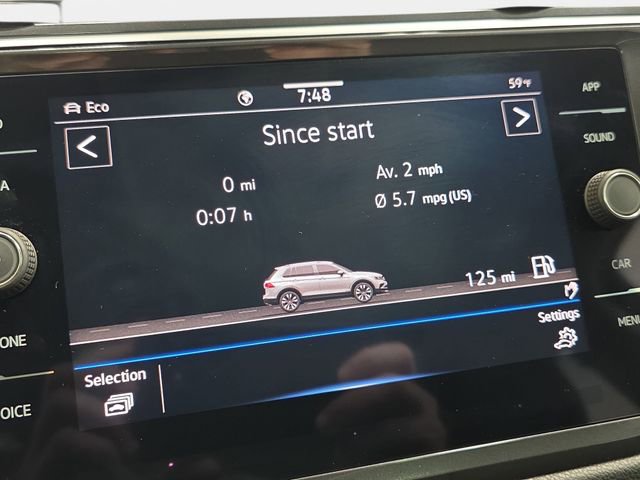 Eco
7:48
59°F
APP
SOUND
Since start
0 mi
Av. 2 mph
0:07 h
Ø 5.7 mpg (US)
A
125 mi
CAR
Settings
MENU
ONE
Selection
OICE